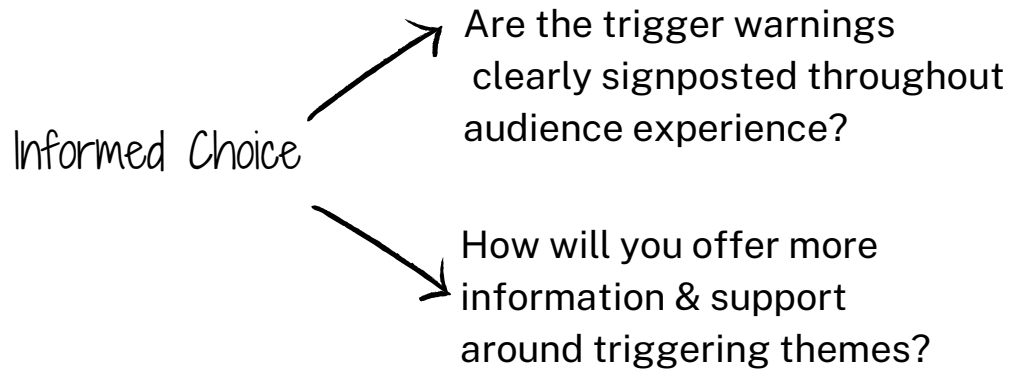 Informed Choice
Are the trigger warnings
clearly signposted throughout
audience experience?
How will you offer more
information & support
around triggering themes?